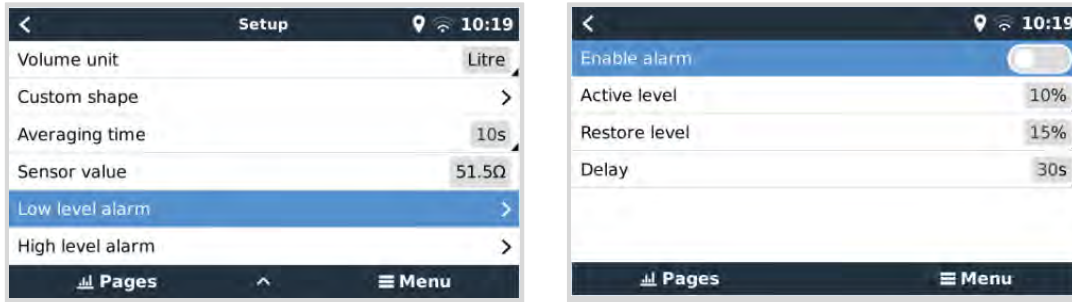 Setup 10:19
Volume unit Litre
Custom shape
Averaging time 10s
Sensor value 51.5Ω
Low level alarm
High level alarm
Pages Menu
10:19
Enable alarm
Active level 10%
Restore level 15%
Delay 30s
Pages Menu